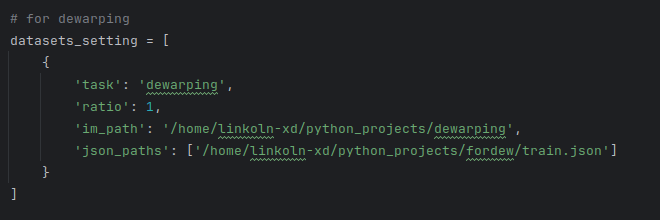 # for dewarping
datasets_setting = [
    {
        'task': 'dewarping',
        'ratio': 1,
        'im_path': '/home/linkoln-xd/python_projects/dewarping',
        'json_paths': ['/home/linkoln-xd/python_projects/fordew/train.json']
    }
]